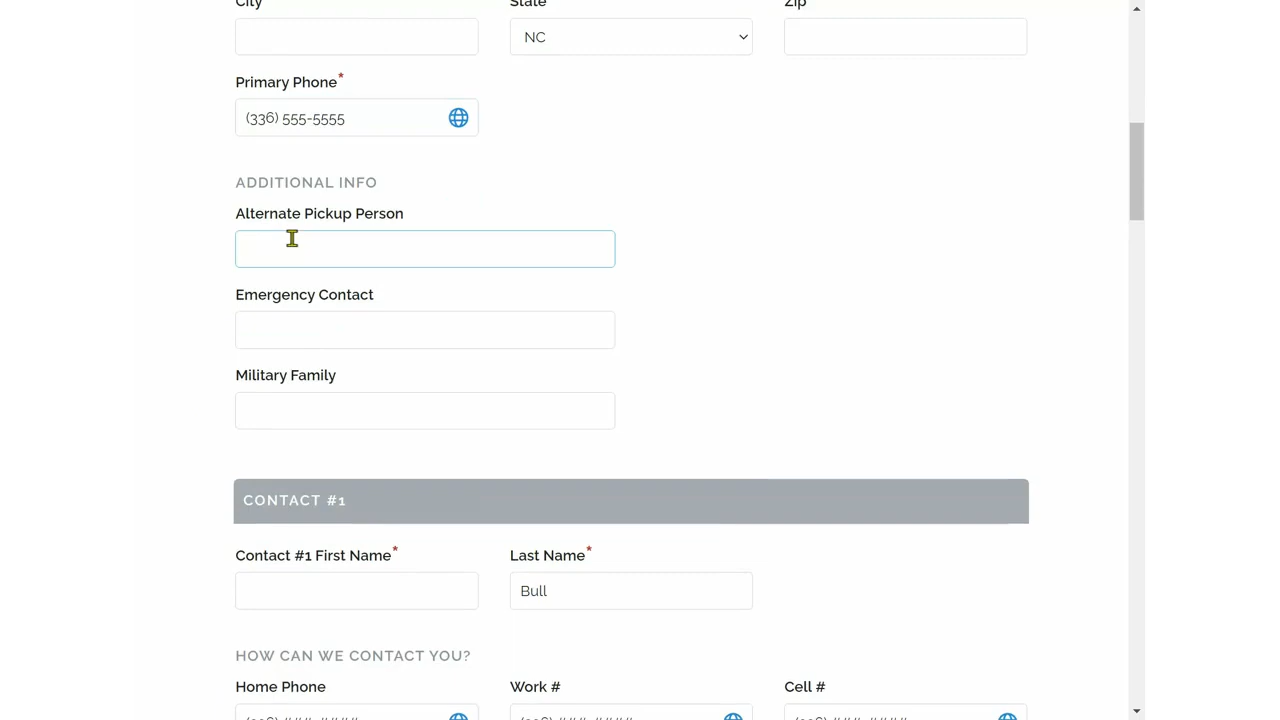 City State Zip
NC
Primary Phone*
(336) 555-5555
ADDITIONAL INFO
Alternate Pickup Person
Emergency Contact
Military Family
CONTACT #1
Contact #1 First Name* Last Name*
Bull
HOW CAN WE CONTACT YOU?
Home Phone Work # Cell #